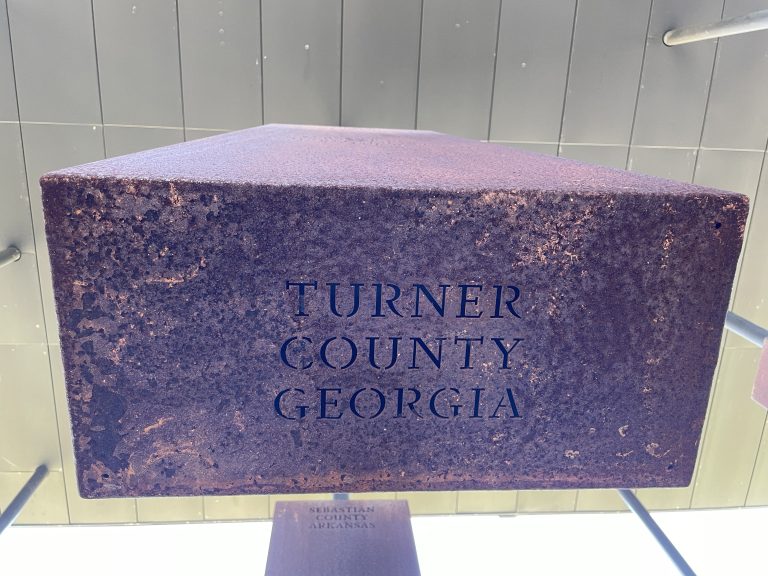 TURNER
COUNTY
GEORGIA
SEBASTIAN
COUNTY
ARKANSAS